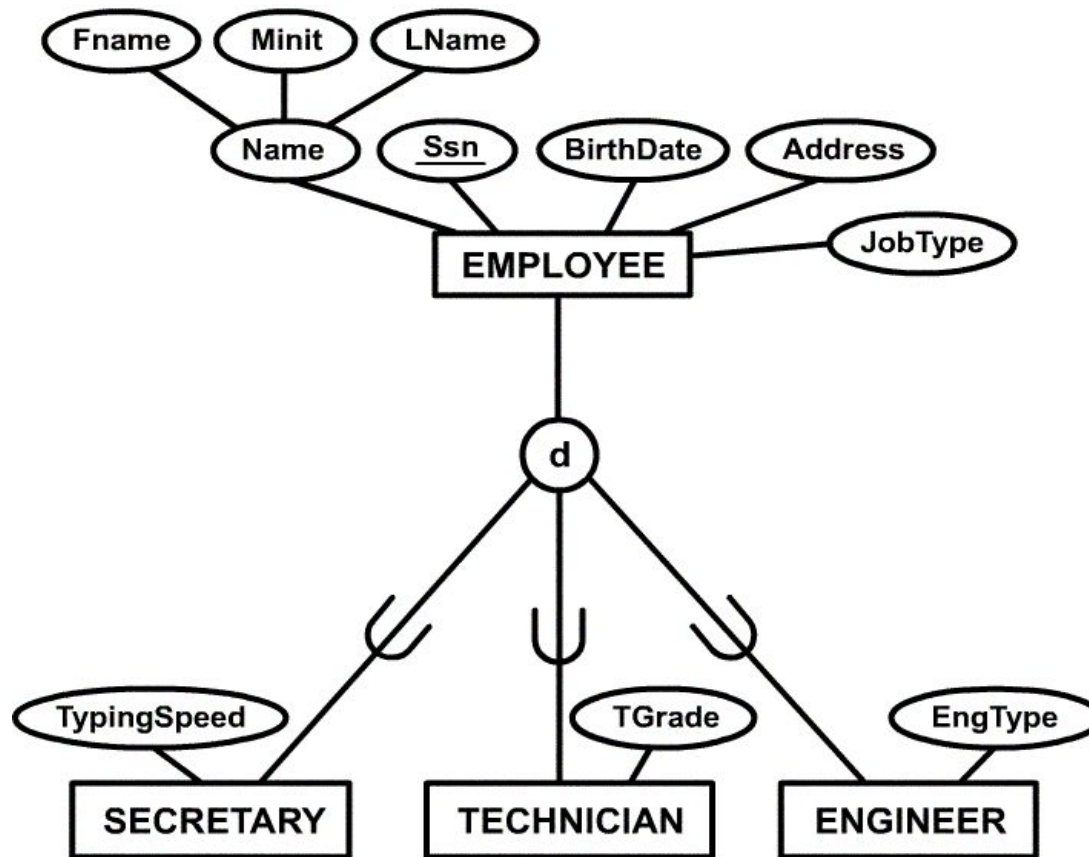 Fname
Minit
LName
Name
Ssn
BirthDate
Address
JobType
EMPLOYEE
d
TypingSpeed
TGrade
EngType
SECRETARY
TECHNICIAN
ENGINEER